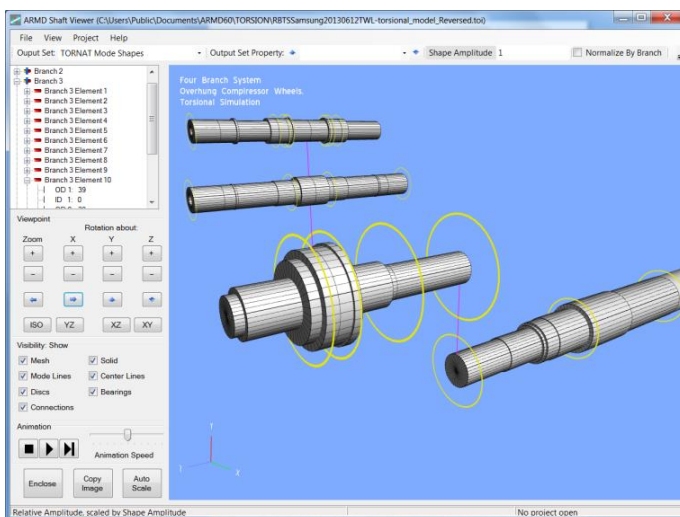 ARMD Shaft Viewer (C:\Users\Public\Documents\ARMD60\TORSION\RBTSSamsung20130612TWL-torsional_model_Reversed.toi)
File View Project Help
Ouput Set: TORNAT Mode Shapes Output Set Property: Shape Amplitude 1 Normalize By Branch
Branch 2
Branch 3
Branch 3 Element 1
Branch 3 Element 2
Branch 3 Element 3
Branch 3 Element 4
Branch 3 Element 5
Branch 3 Element 6
Branch 3 Element 7
Branch 3 Element 8
Branch 3 Element 9
Branch 3 Element 10
OD 1: 39
ID 1: 0
Four Branch System
Overhung Compressor Wheels.
Torsional Simulation
Viewpoint
Rotation about:
Zoom X Y Z
+ + + +
- - - -
ISO YZ XZ XY
Visibility: Show
Mesh Solid
Mode Lines Center Lines
Discs Bearings
Connections
Animation
Animation Speed
Enclose Copy Image Auto Scale
Y
X
Relative Amplitude, scaled by Shape Amplitude No project open